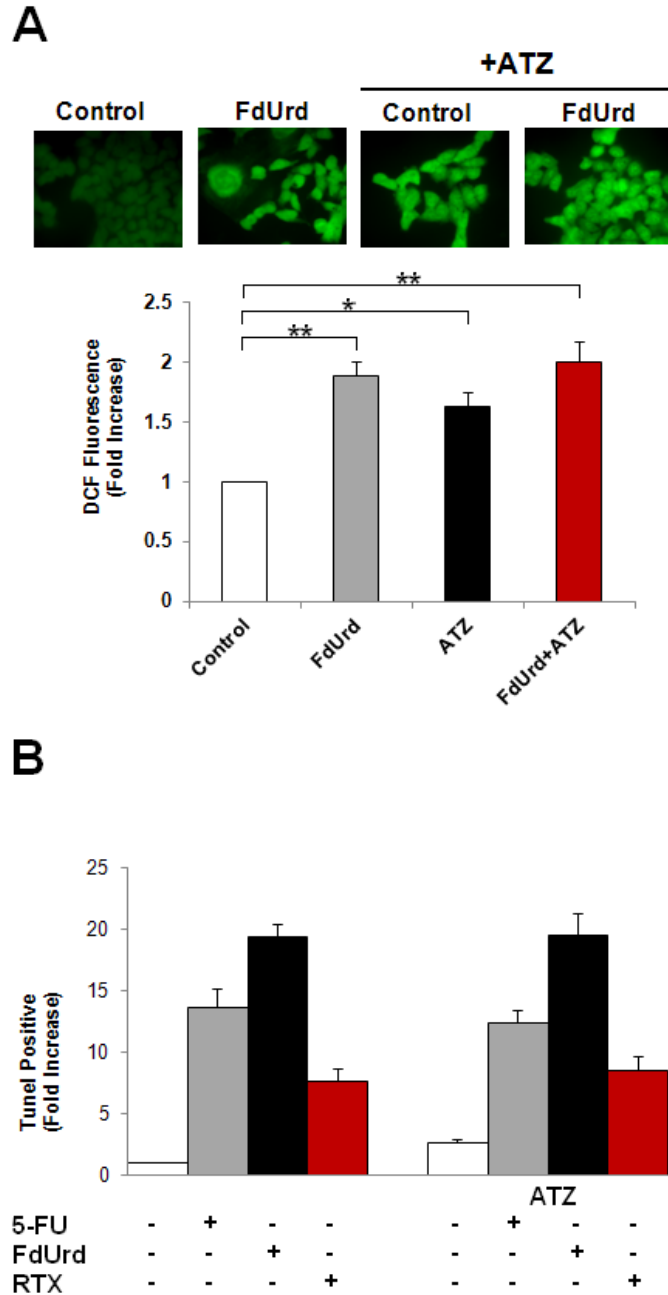 A
+ATZ
Control FdUrd Control FdUrd
** 
* 
**
2.5
2
1.5
1
0.5
0
DCF Fluorescence
(Fold Increase)
Control FdUrd ATZ FdUrd+ATZ
B
25
20
15
10
5
0
Tunel Positive
(Fold Increase)
ATZ
5-FU - + - - - + - -
FdUrd - - + - - - + -
RTX - - - + - - - +